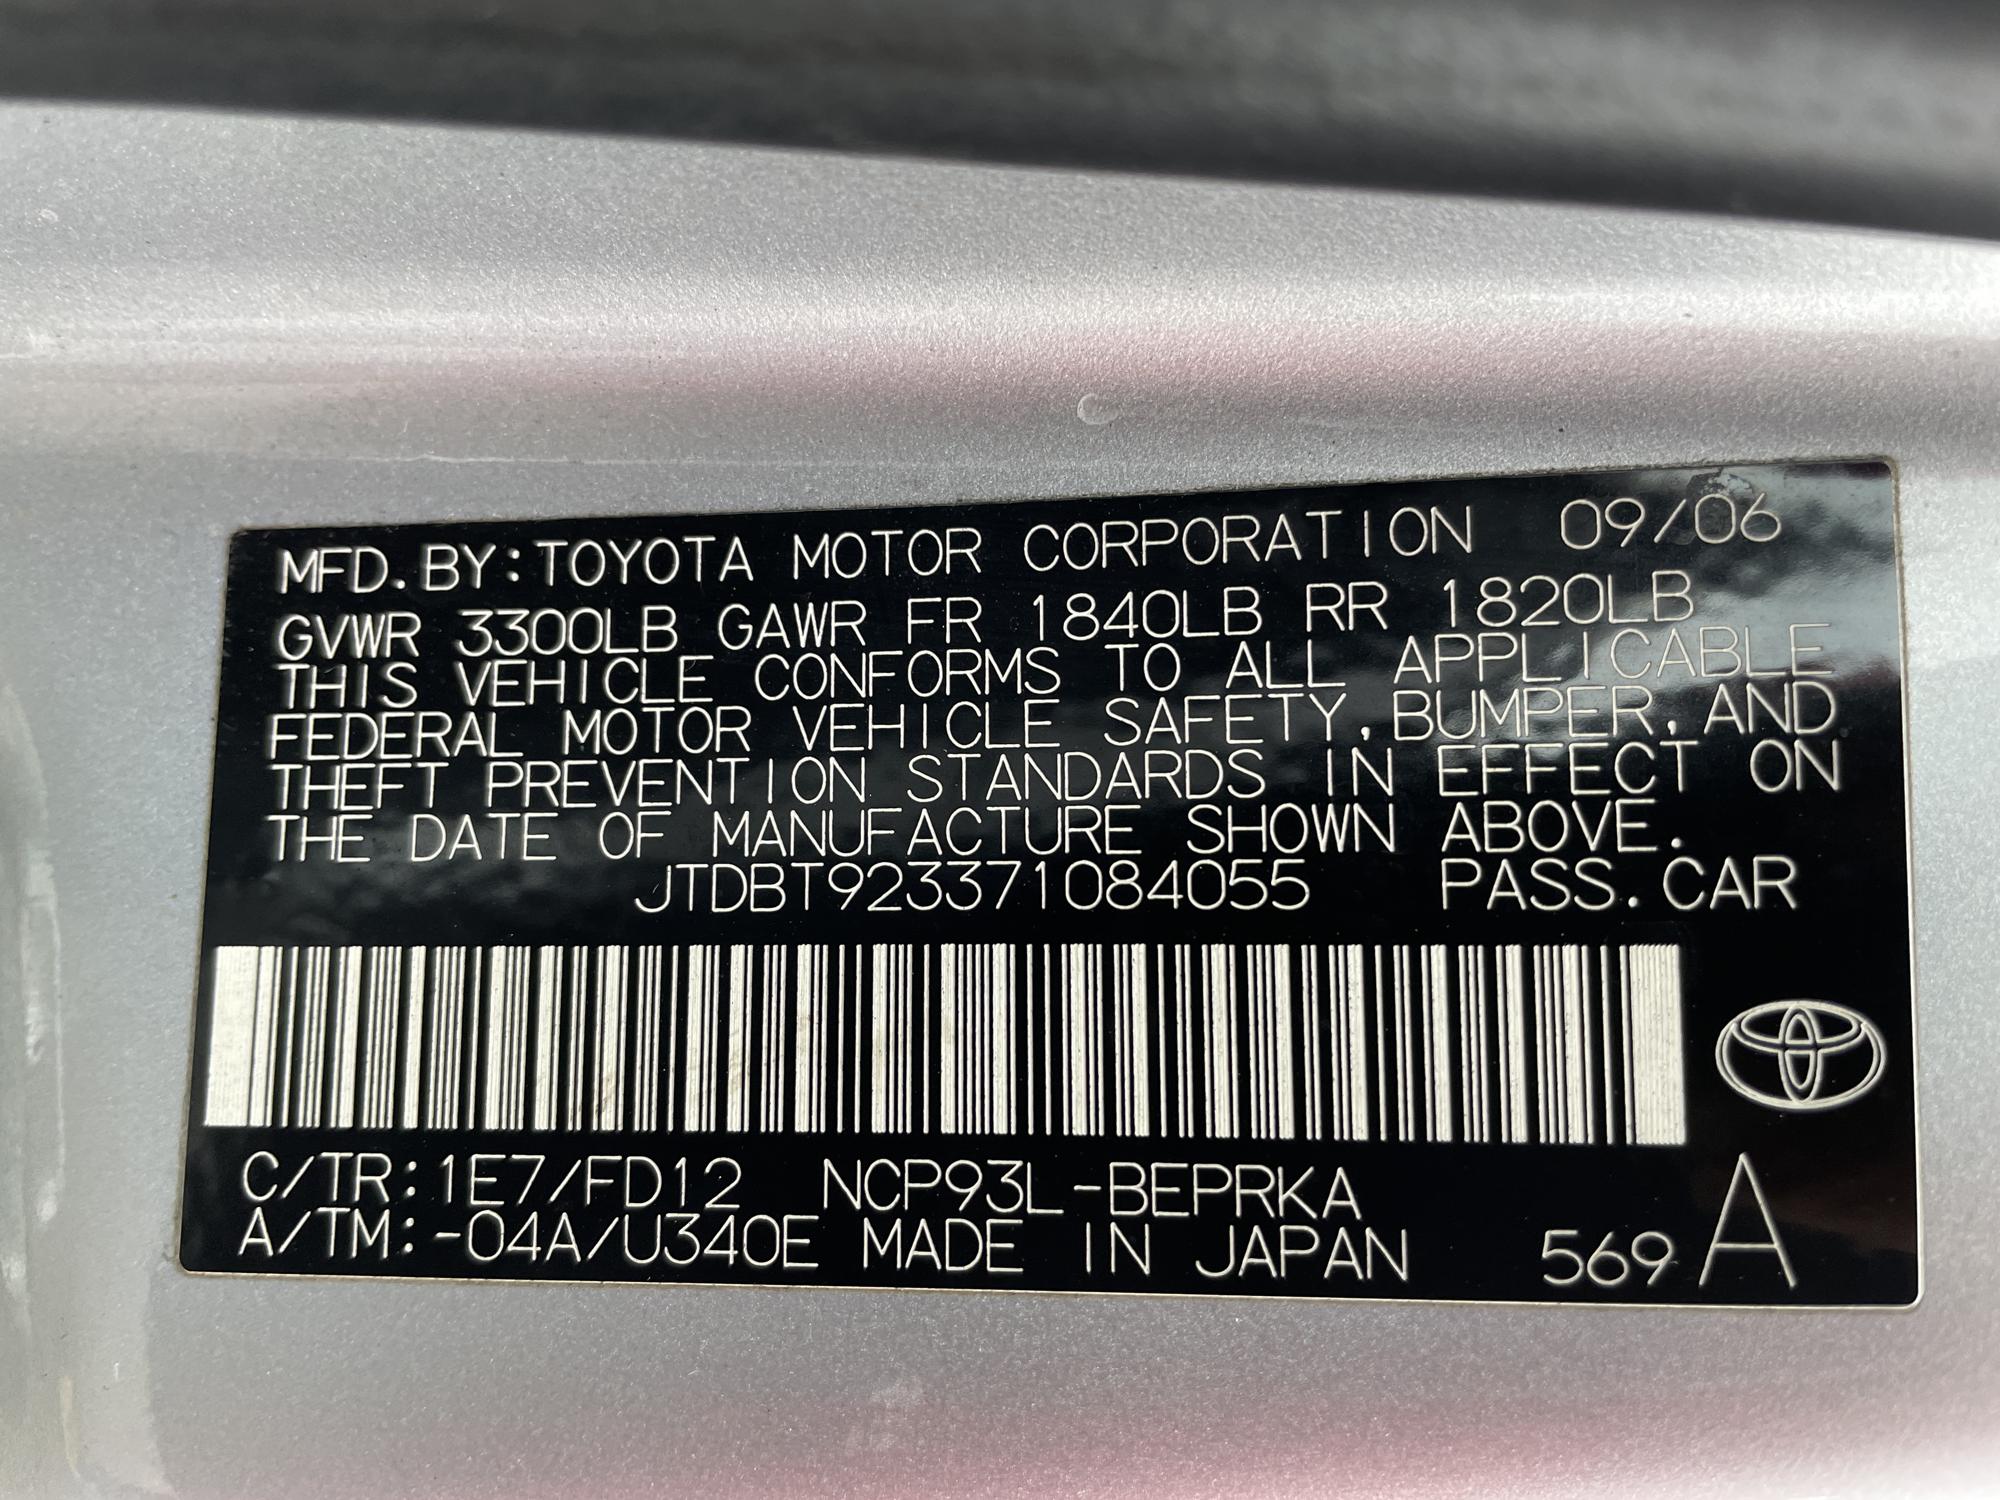 MFD. BY: TOYOTA MOTOR CORPORATION 09/06
GVWR 3300LB GAWR FR 1840LB RR 1820LB
THIS VEHICLE CONFORMS TO ALL APPLICABLE
FEDERAL MOTOR VEHICLE SAFETY, BUMPER, AND
THEFT PREVENTION STANDARDS IN EFFECT ON
THE DATE OF MANUFACTURE SHOWN ABOVE.
JTDBT923371084055 PASS. CAR
C/TR: 1E7/FD12 NCP93L-BEPRKA
A/TM: -04A/U340E MADE IN JAPAN 569 A